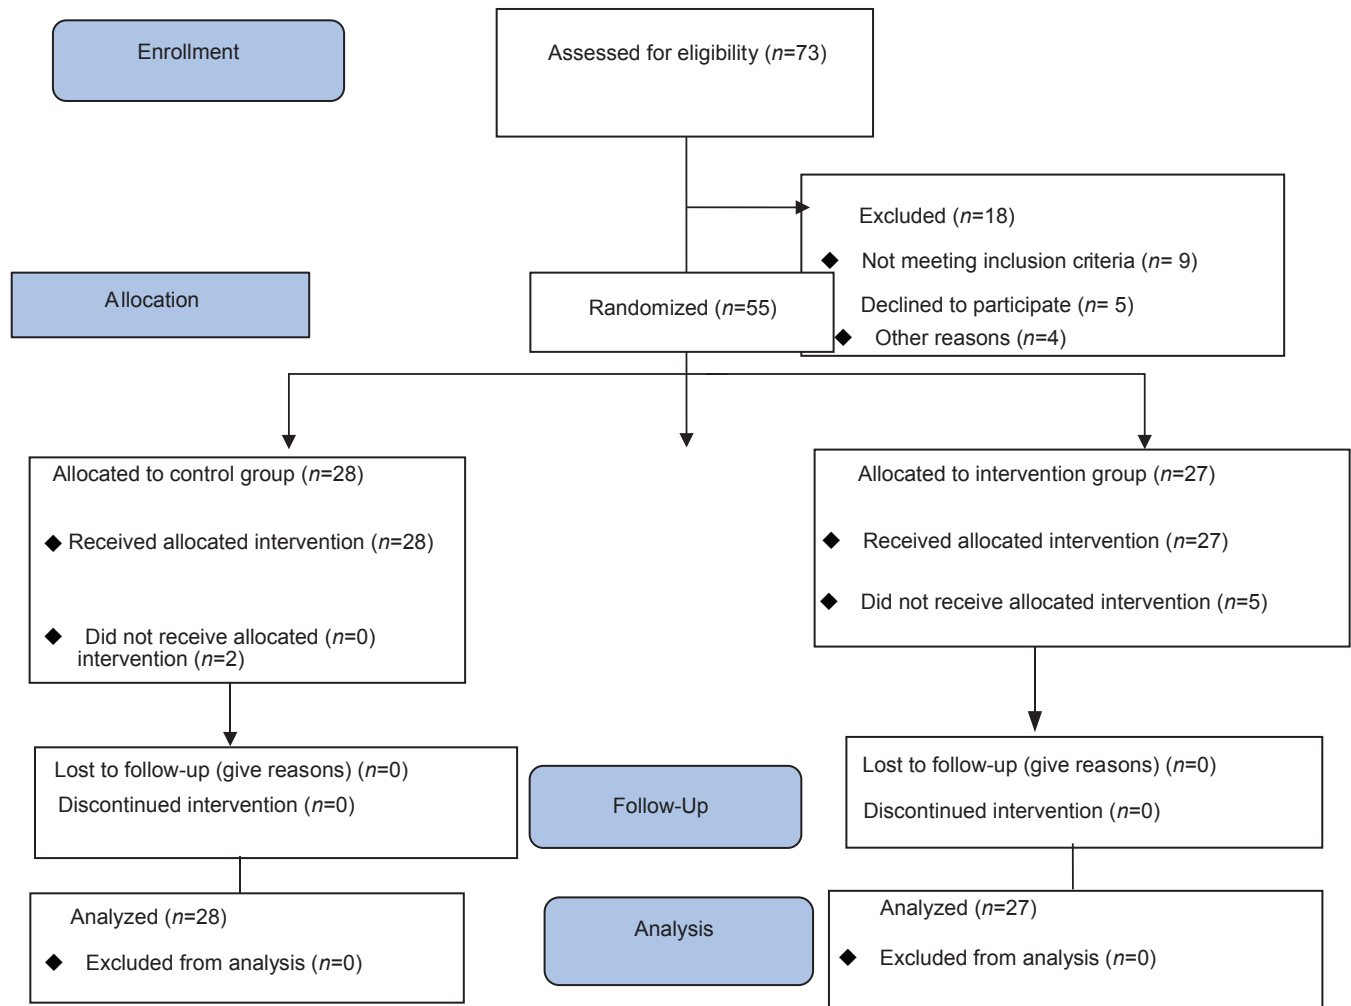 Enrollment
Assessed for eligibility (n=73)
Excluded (n=18)
◆ Not meeting inclusion criteria (n= 9)
Declined to participate (n= 5)
◆ Other reasons (n=4)
Allocation
Randomized (n=55)
Allocated to control group (n=28)
◆ Received allocated intervention (n=28)
◆ Did not receive allocated (n=0)
intervention (n=2)
Allocated to intervention group (n=27)
◆ Received allocated intervention (n=27)
◆ Did not receive allocated intervention (n=5)
Lost to follow-up (give reasons) (n=0)
Discontinued intervention (n=0)
Follow-Up
Lost to follow-up (give reasons) (n=0)
Discontinued intervention (n=0)
Analyzed (n=28)
◆ Excluded from analysis (n=0)
Analysis
Analyzed (n=27)
◆ Excluded from analysis (n=0)